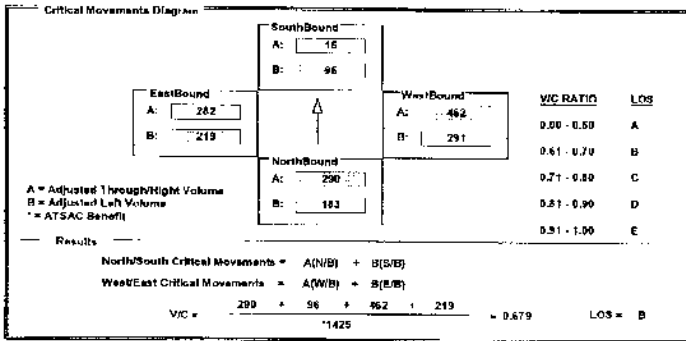 Critical Movements Diagram
SouthBound
A: 16
B: 96
EastBound
A: 282
B: 219
WestBound
A: 462
B: 291
V/C RATIO LOS
0.00 - 0.60 A
0.61 - 0.70 B
0.71 - 0.80 C
0.81 - 0.90 D
0.91 - 1.00 E
NorthBound
A: 290
B: 183
A = Adjusted Through/Right Volume
B = Adjusted Left Volume
* = ATSAC Benefit
Results
North/South Critical Movements = A(N/B) + B(S/B)
West/East Critical Movements = A(W/B) + B(E/B)
V/C = 290 + 96 + 462 + 219 = 0.679 LOS = B
*1425